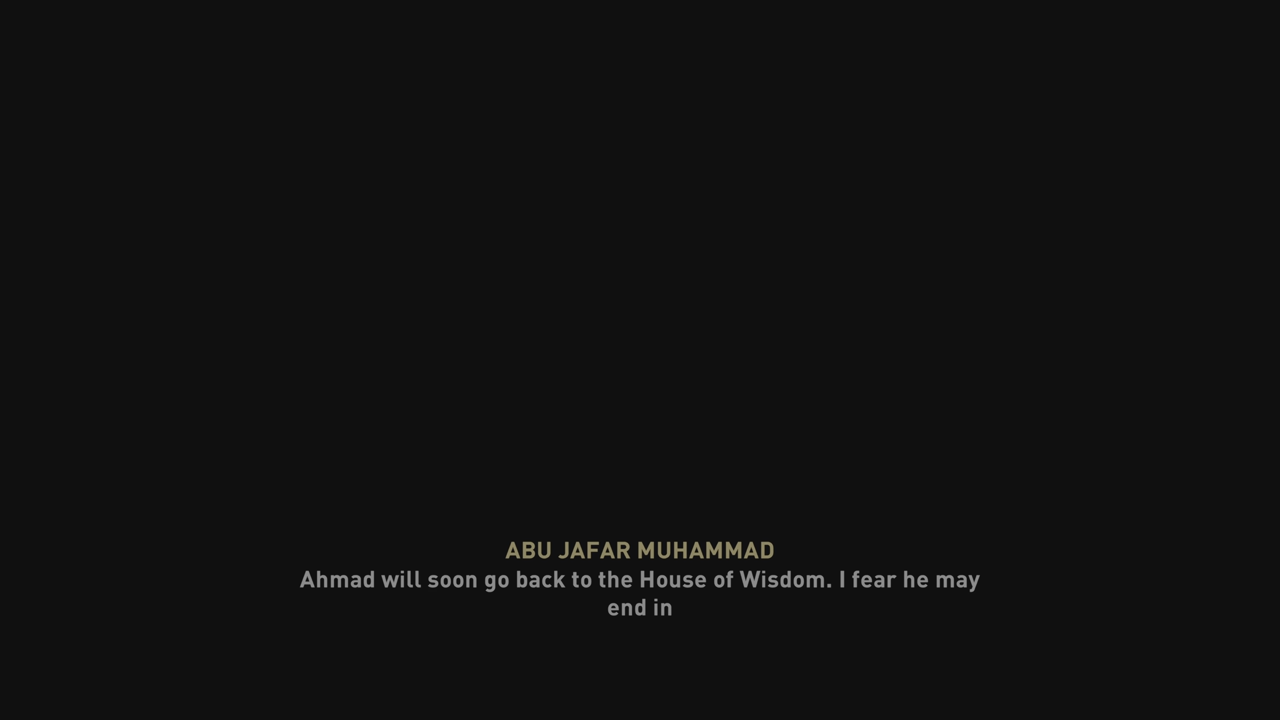 ABU JAFAR MUHAMMAD
Ahmad will soon go back to the House of Wisdom. I fear he may
end in